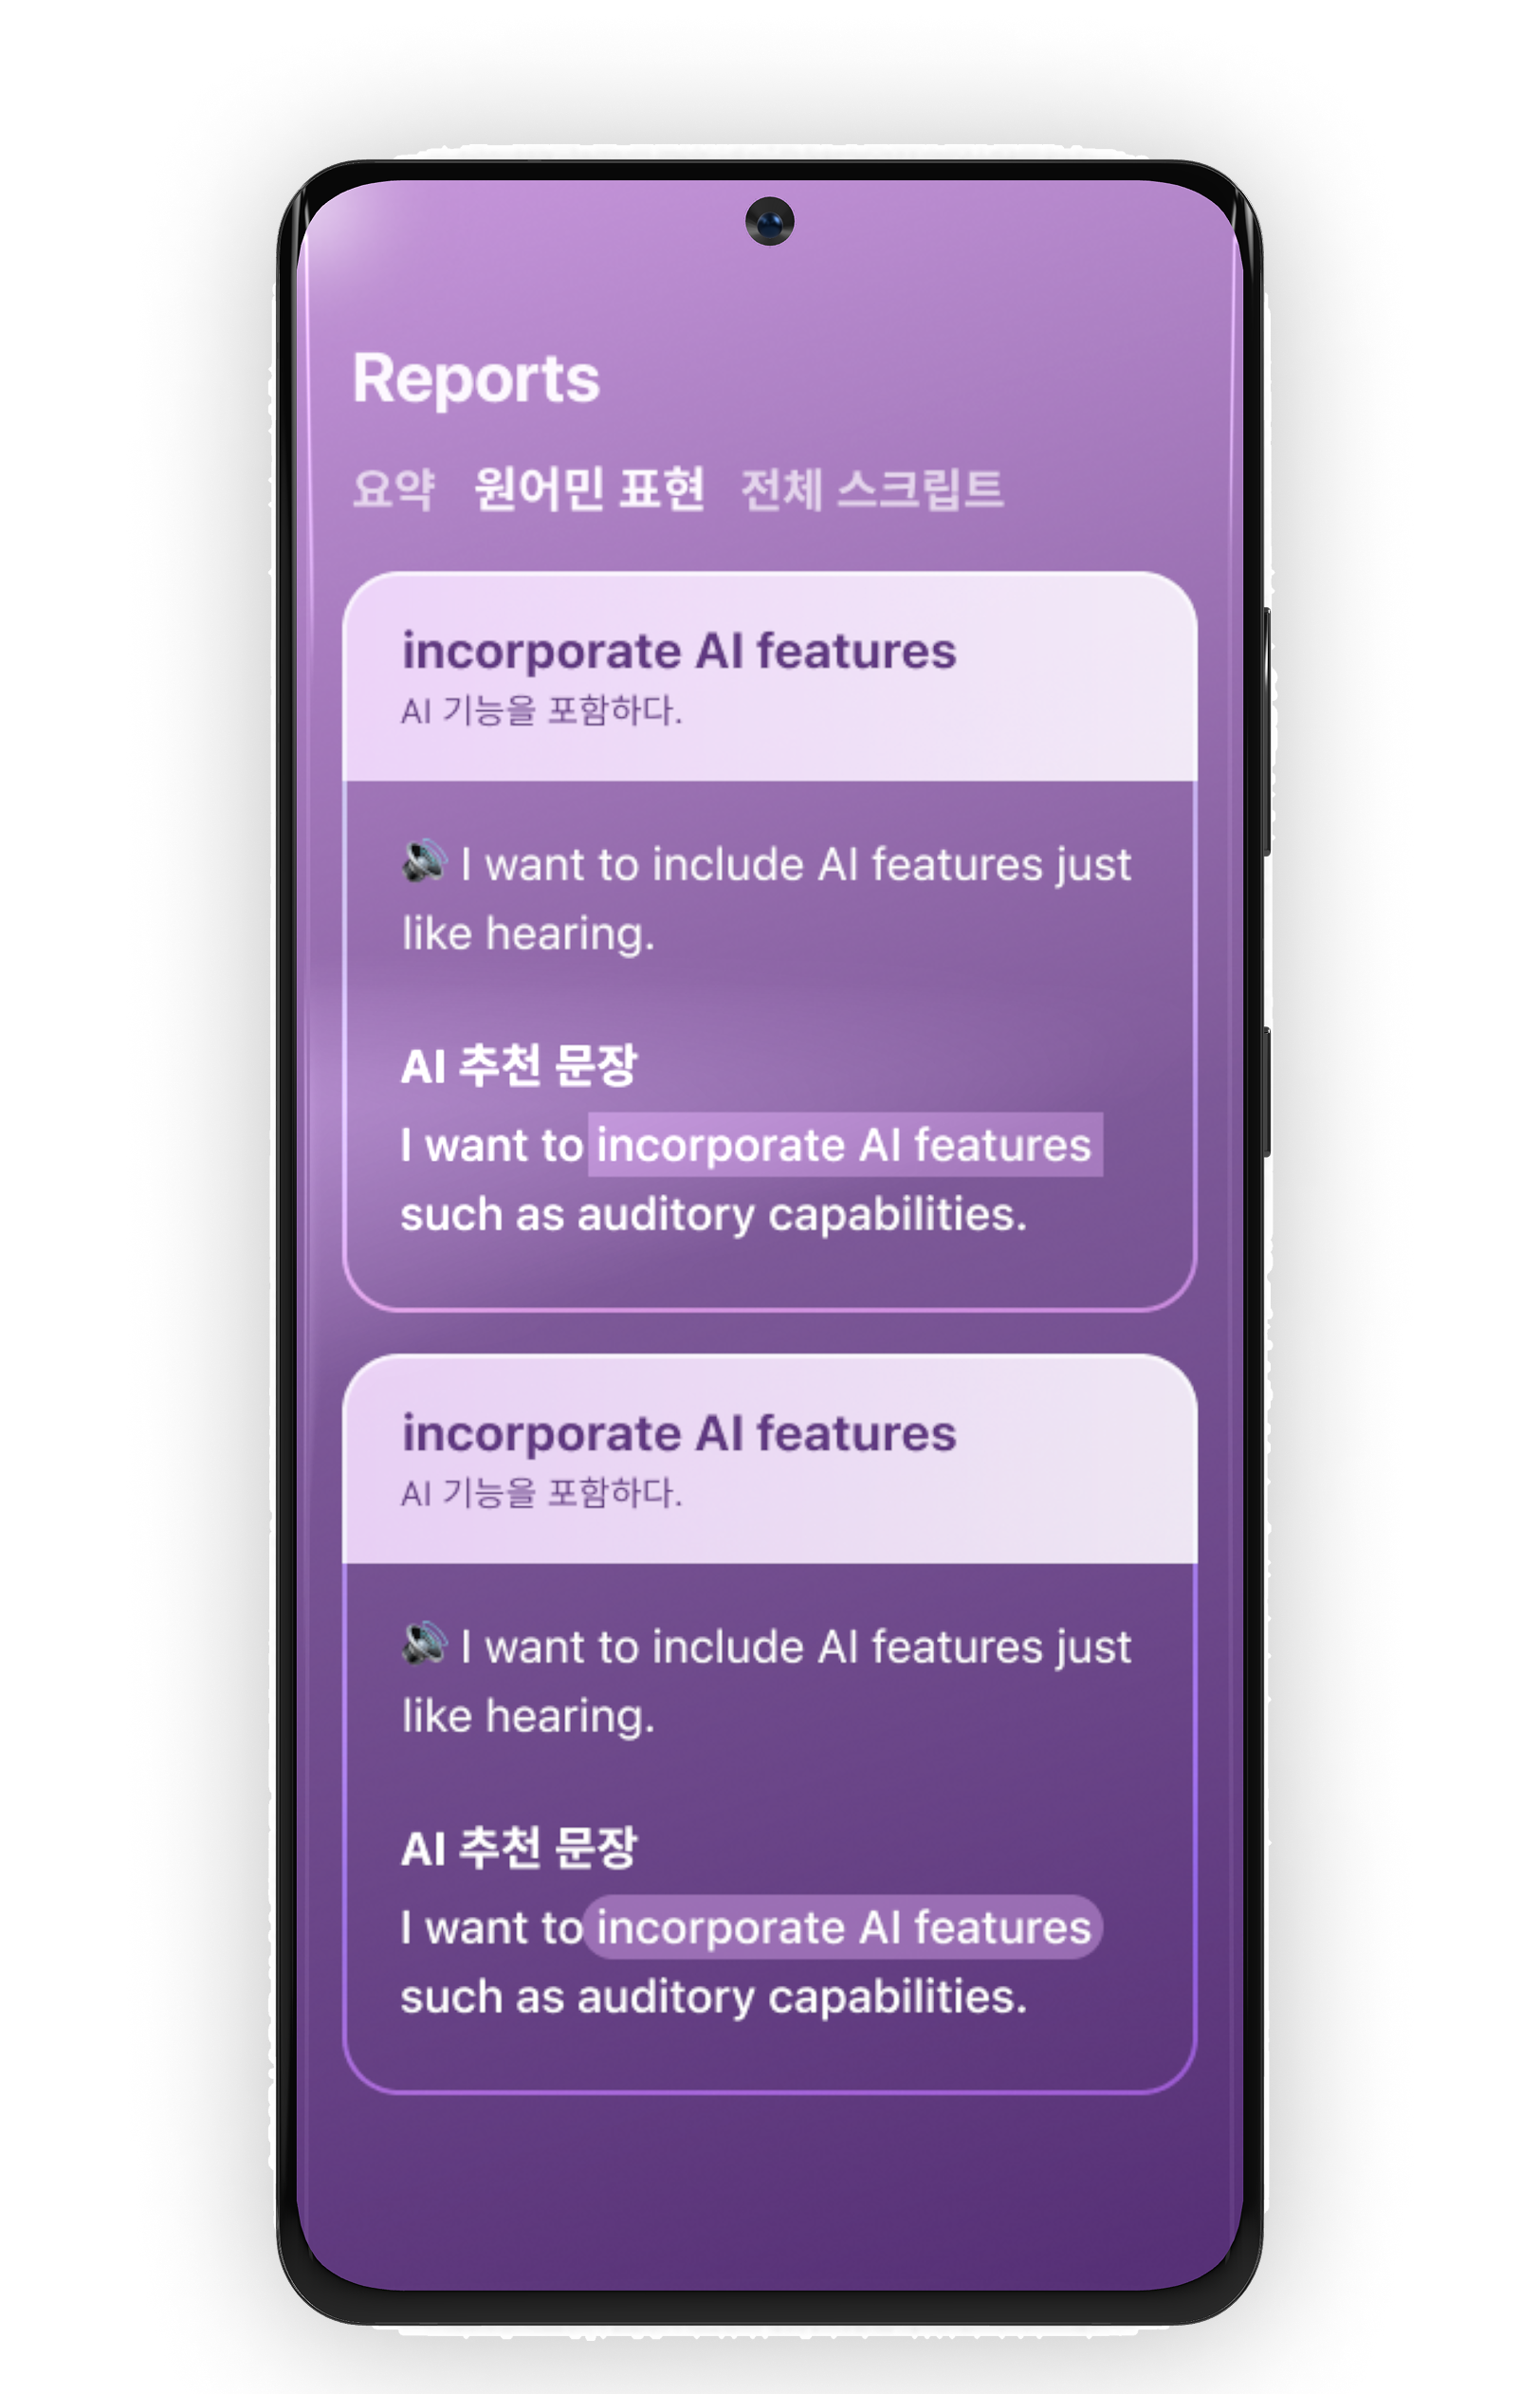 Reports
요약 원어민 표현 전체 스크립트
incorporate AI features
AI 기능을 포함하다.
🔊 I want to include AI features just
like hearing.
AI 추천 문장
I want to incorporate AI features
such as auditory capabilities.
incorporate AI features
AI 기능을 포함하다.
🔊 I want to include AI features just
like hearing.
AI 추천 문장
I want to incorporate AI features
such as auditory capabilities.